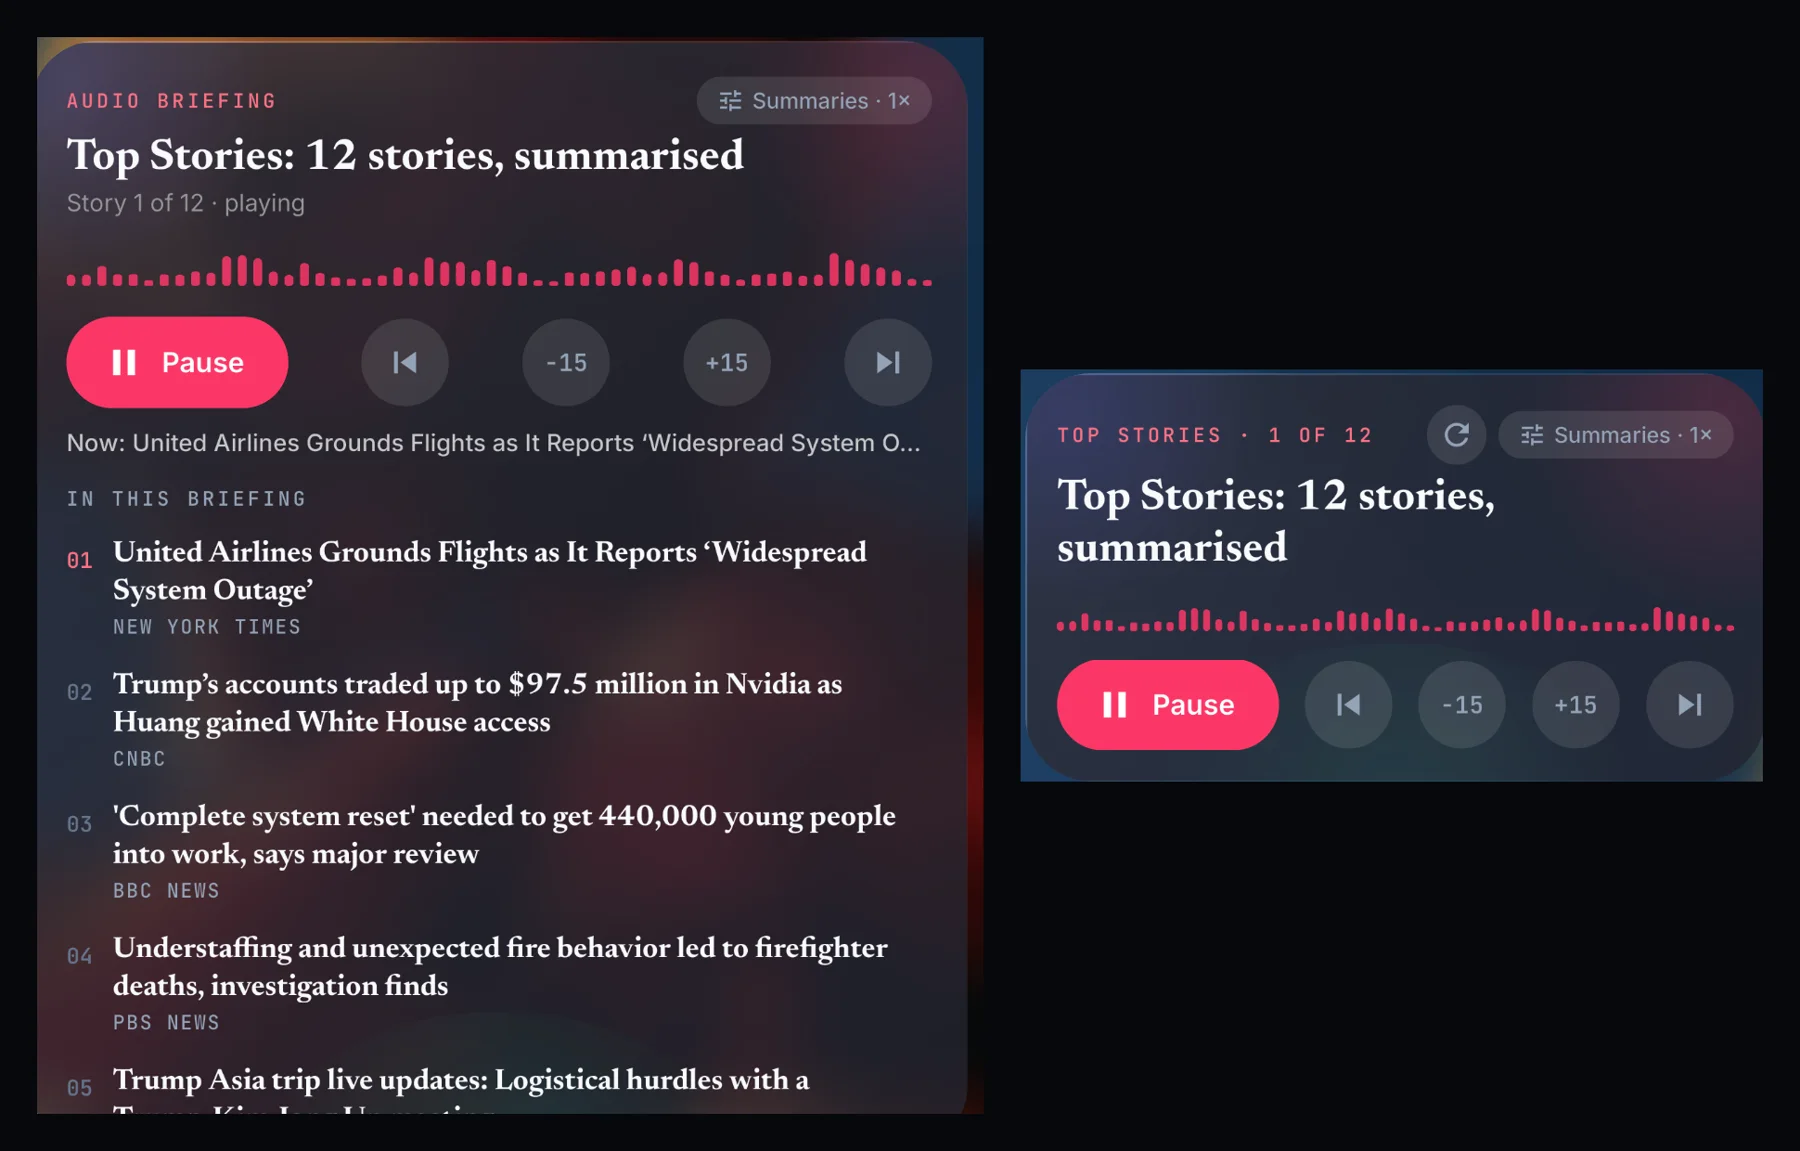 AUDIO BRIEFING
Summaries · 1×
Top Stories: 12 stories, summarised
Story 1 of 12 · playing
Pause
-15
+15
Now: United Airlines Grounds Flights as It Reports ‘Widespread System O...
IN THIS BRIEFING
01
United Airlines Grounds Flights as It Reports ‘Widespread
System Outage’
NEW YORK TIMES
02
Trump’s accounts traded up to $97.5 million in Nvidia as
Huang gained White House access
CNBC
03
'Complete system reset' needed to get 440,000 young people
into work, says major review
BBC NEWS
04
Understaffing and unexpected fire behavior led to firefighter
deaths, investigation finds
PBS NEWS
05
Trump Asia trip live updates: Logistical hurdles with a
TOP STORIES · 1 OF 12
Summaries · 1×
Top Stories: 12 stories,
summarised
Pause
-15
+15